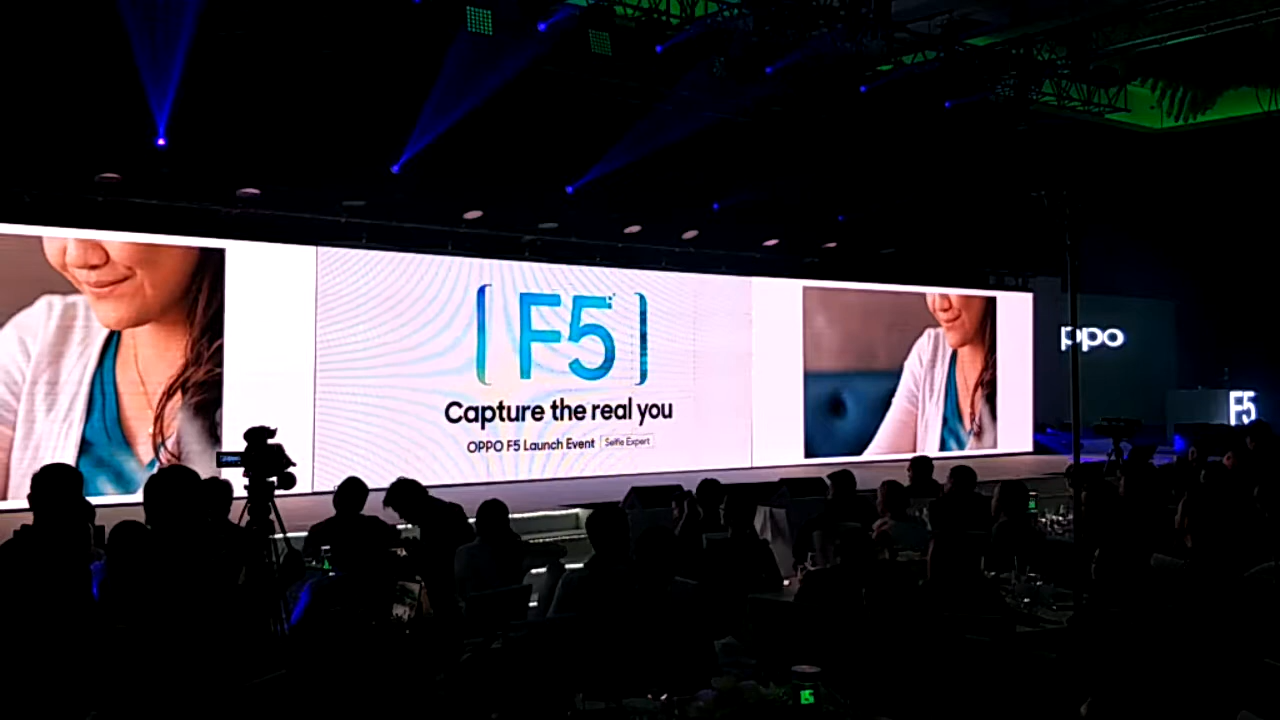 [F5]
Capture the real you
OPPO F5 Launch Event Selfie Expert
oppo
F5